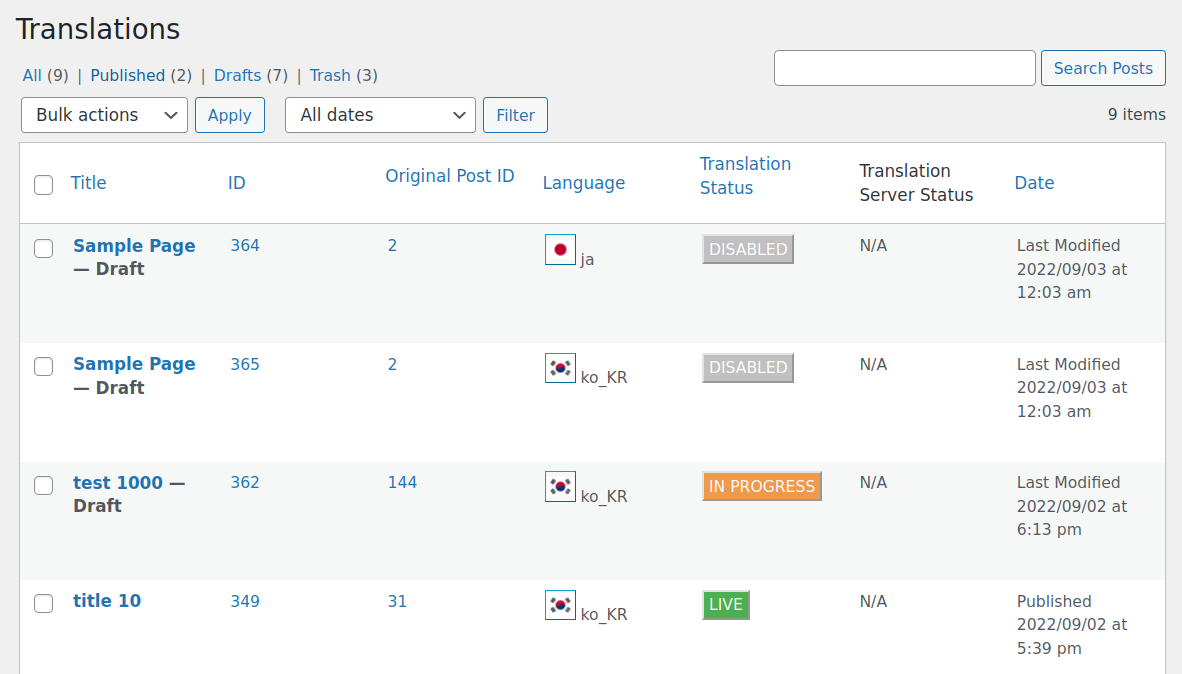 Translations
All (9) | Published (2) | Drafts (7) | Trash (3)
Search Posts
Bulk actions Apply All dates Filter 9 items
Title ID Original Post ID Language Translation Status Translation Server Status Date
Sample Page 364 2 ja DISABLED N/A Last Modified
— Draft 2022/09/03 at
12:03 am
Sample Page 365 2 ko_KR DISABLED N/A Last Modified
— Draft 2022/09/03 at
12:03 am
test 1000 — 362 144 ko_KR IN PROGRESS N/A Last Modified
Draft 2022/09/02 at
6:13 pm
title 10 349 31 ko_KR LIVE N/A Published
2022/09/02 at
5:39 pm